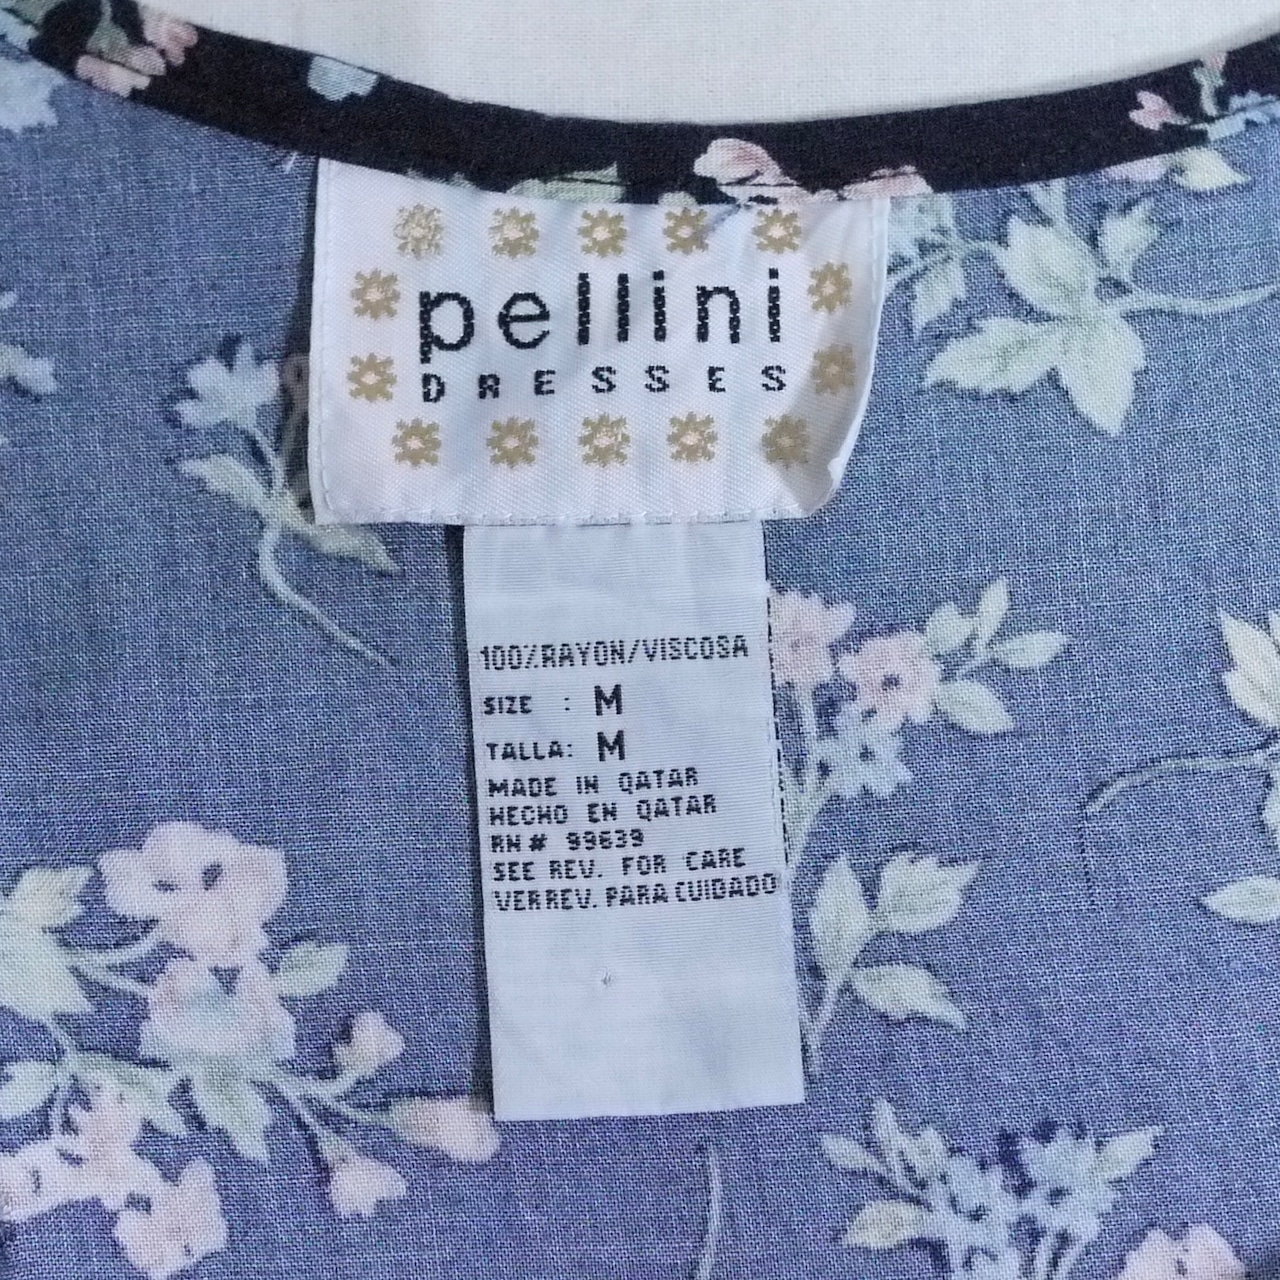 pellini
DRESSES
100%RAYON/VISCOSA
SIZE : M
TALLA: M
MADE IN QATAR
HECHO EN QATAR
RN# 99639
SEE REV. FOR CARE
VER REV. PARA CUIDADO